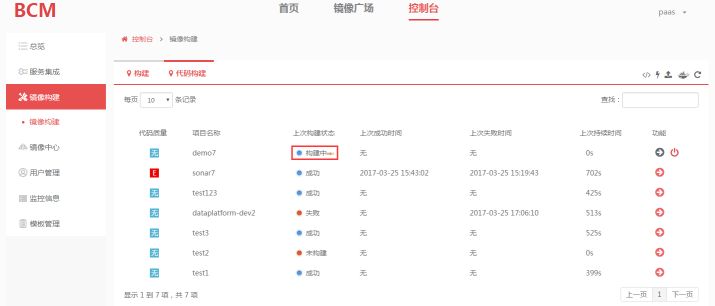 BCM
首页 镜像广场 控制台 paas
总览
服务集成
镜像构建
镜像构建
镜像中心
用户管理
监控信息
模板管理
控制台 > 镜像构建
构建 代码构建
每页 10 条记录 查找：
代码质量 项目名称 上次构建状态 上次成功时间 上次失败时间 上次持续时间 功能
无 demo7 构建中 无 无 0s
E sonar7 成功 2017-03-25 15:43:02 2017-03-25 15:19:43 702s
无 test123 成功 无 无 425s
无 dataplatform-dev2 失败 无 2017-03-25 17:06:10 513s
无 test3 成功 无 无 525s
无 test2 未构建 无 无 0s
无 test1 成功 无 无 399s
显示 1 到 7 项，共 7 项 上一页 1 下一页